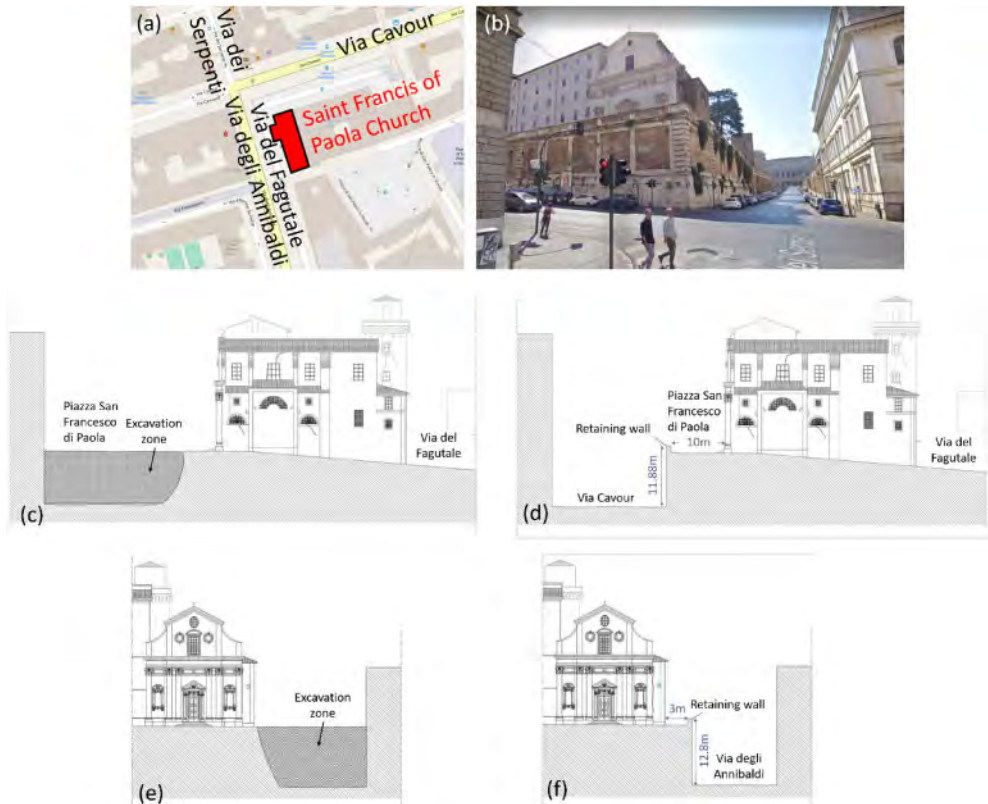 (a)
Via dei
Serpenti
Via Cavour
Via degli Annibaldi
Via del Fagutale
Saint Francis of
Paola Church
(b)
Piazza San
Francesco
di Paola
Excavation
zone
Via del
Fagutale
(c)
Piazza San
Francesco
di Paola
Retaining wall
10m
11.88m
Via Cavour
Via del
Fagutale
(d)
Excavation
zone
(e)
3m
Retaining wall
12.8m
Via degli
Annibaldi
(f)